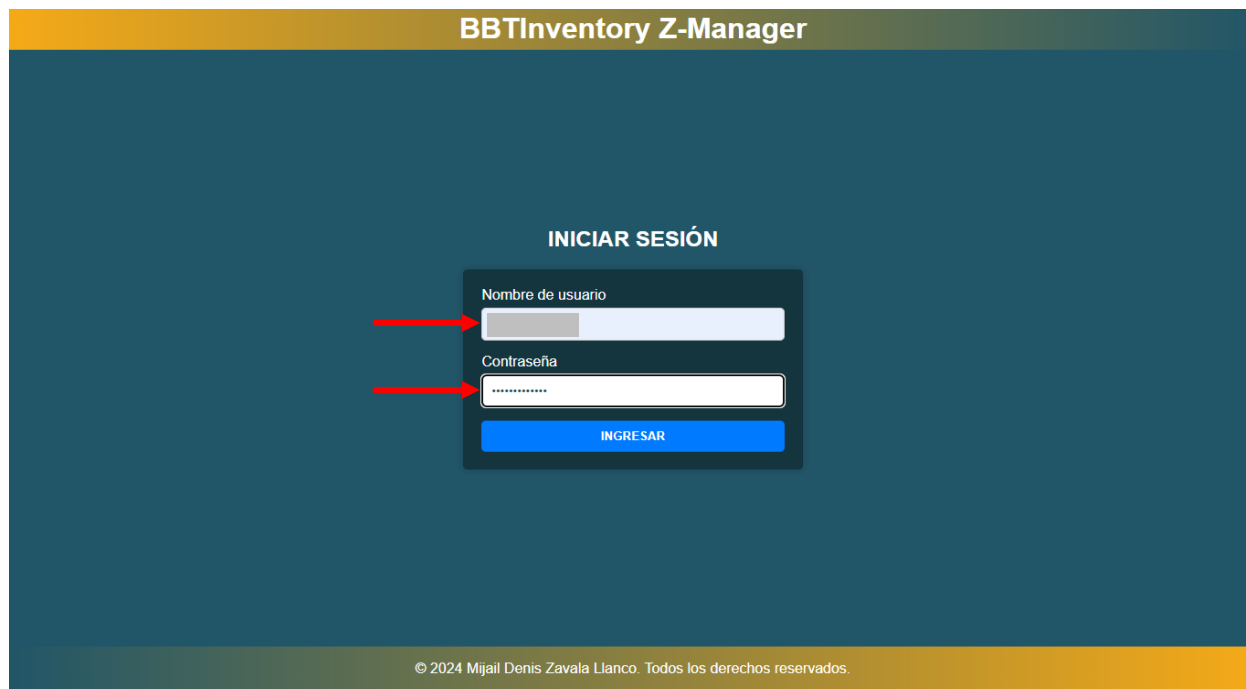 BBTInventory Z-Manager
INICIAR SESIÓN
Nombre de usuario
Contraseña
•••••••••••••
INGRESAR
© 2024 Mijail Denis Zavala Llanco. Todos los derechos reservados.